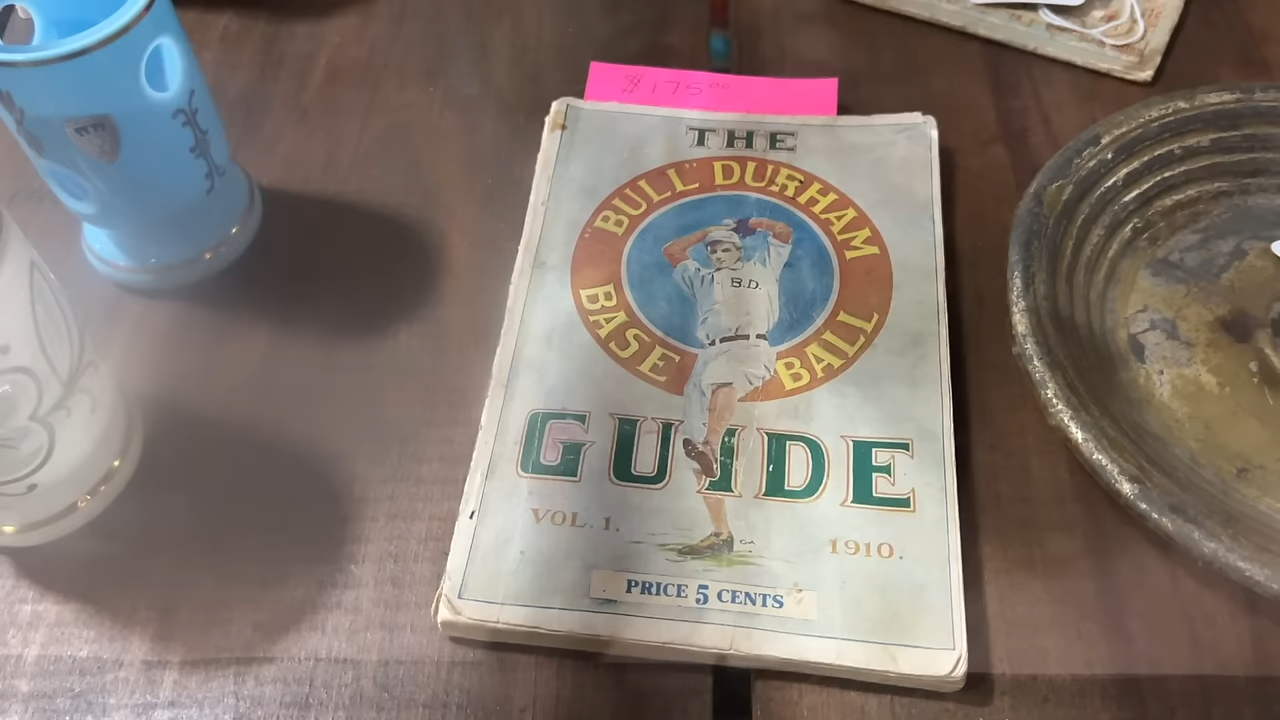 $175.00
THE
"BULL" DURHAM
BASE BALL
B.D.
GUIDE
VOL. 1.
1910.
PRICE 5 CENTS